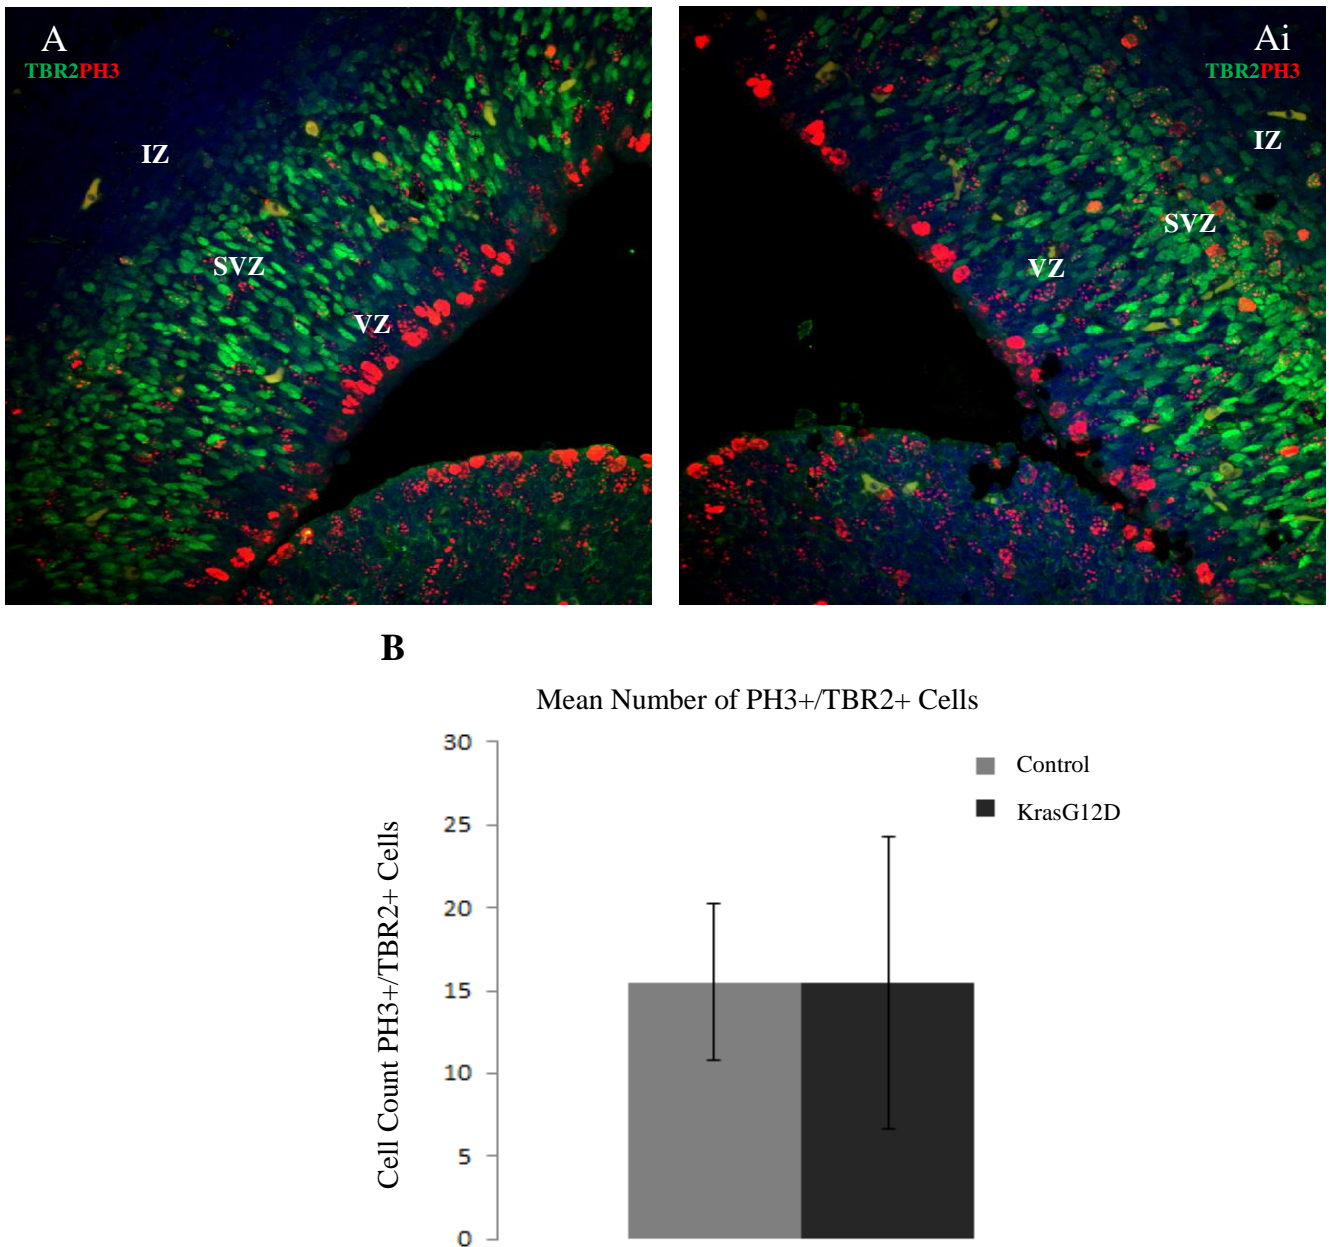 A
TBR2PH3
IZ
SVZ
VZ
Ai
TBR2PH3
IZ
SVZ
VZ
B
Mean Number of PH3+/TBR2+ Cells
Cell Count PH3+/TBR2+ Cells
30
25
20
15
10
5
0
Control
KrasG12D